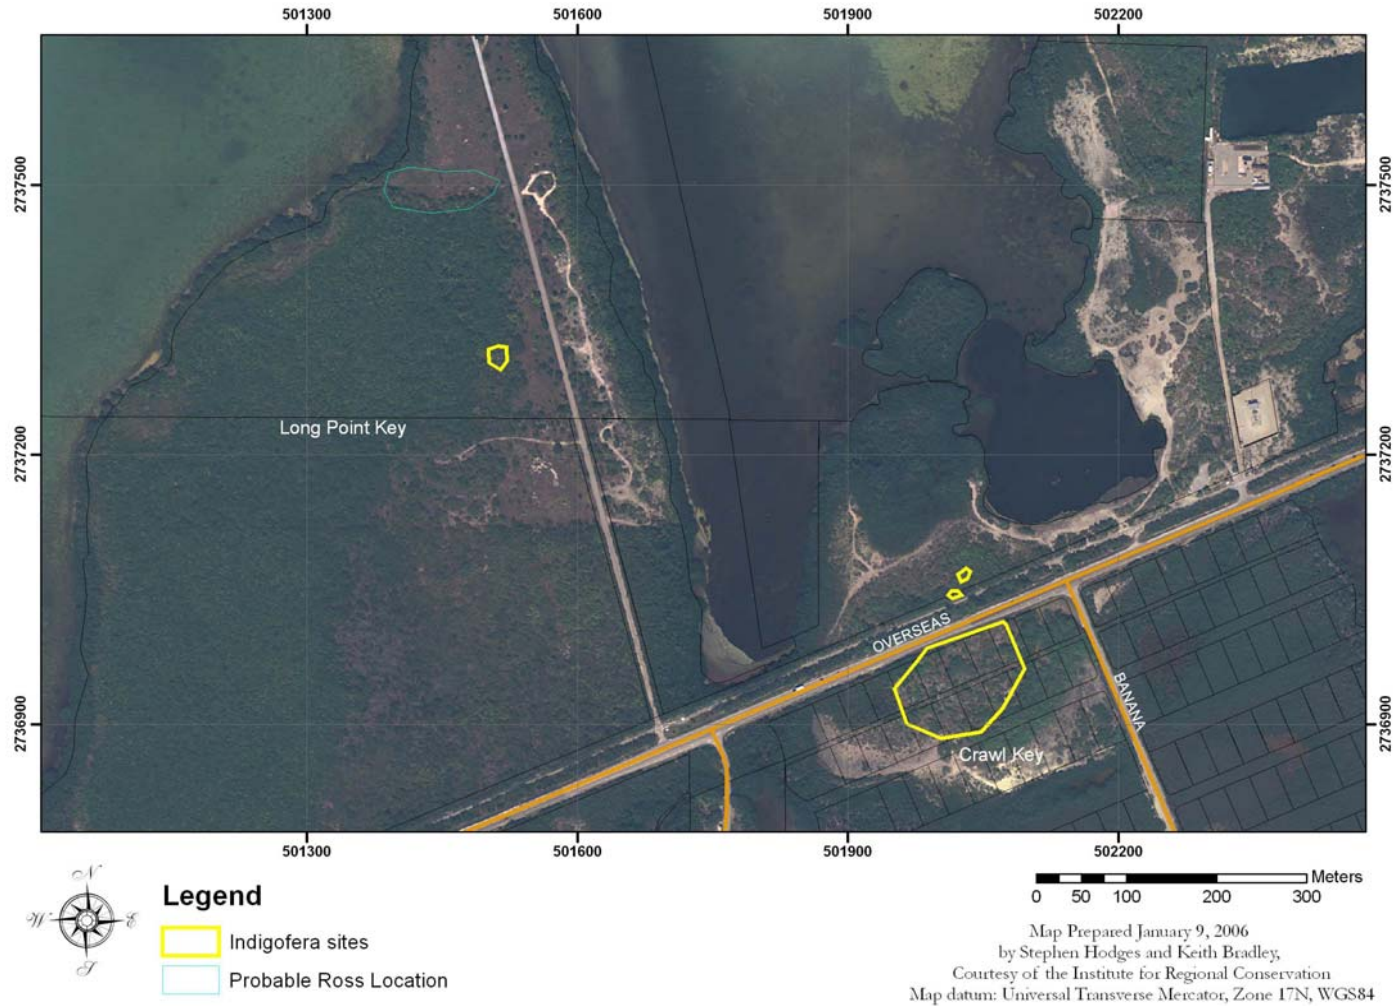 501300 501600 501900 502200
2737500 2737500
Long Point Key
2737200 2737200
OVERSEAS
BANANA
2736900 2736900
Crawl Key
501300 501600 501900 502200
N
W E
S
Legend
Indigofera sites
Probable Ross Location
Meters
0 50 100 200 300
Map Prepared January 9, 2006
by Stephen Hodges and Keith Bradley,
Courtesy of the Institute for Regional Conservation
Map datum: Universal Transverse Mercator, Zone 17N, WGS84